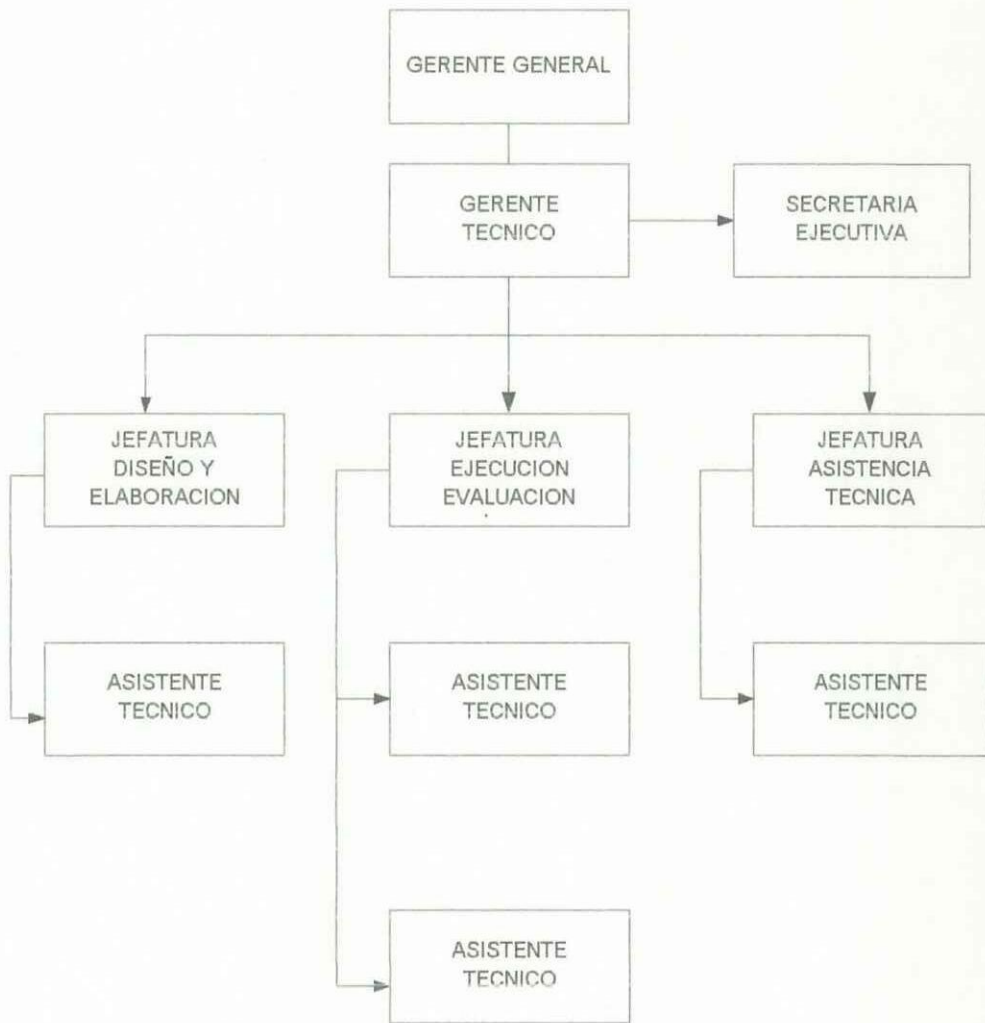 GERENTE GENERAL
GERENTE
TECNICO
SECRETARIA
EJECUTIVA
JEFATURA
DISEÑO Y
ELABORACION
JEFATURA
EJECUCION
EVALUACION
JEFATURA
ASISTENCIA
TECNICA
ASISTENTE
TECNICO
ASISTENTE
TECNICO
ASISTENTE
TECNICO
ASISTENTE
TECNICO